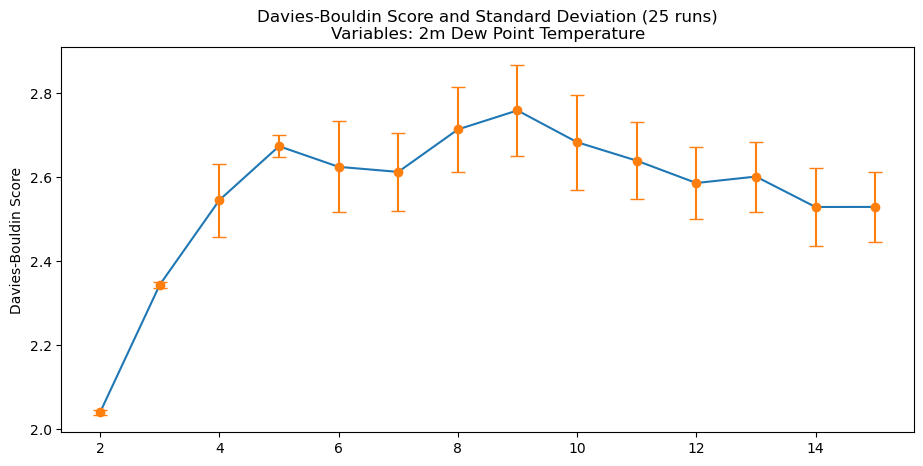 Davies-Bouldin Score and Standard Deviation (25 runs)
Variables: 2m Dew Point Temperature
Davies-Bouldin Score
2.8
2.6
2.4
2.2
2.0
2 4 6 8 10 12 14